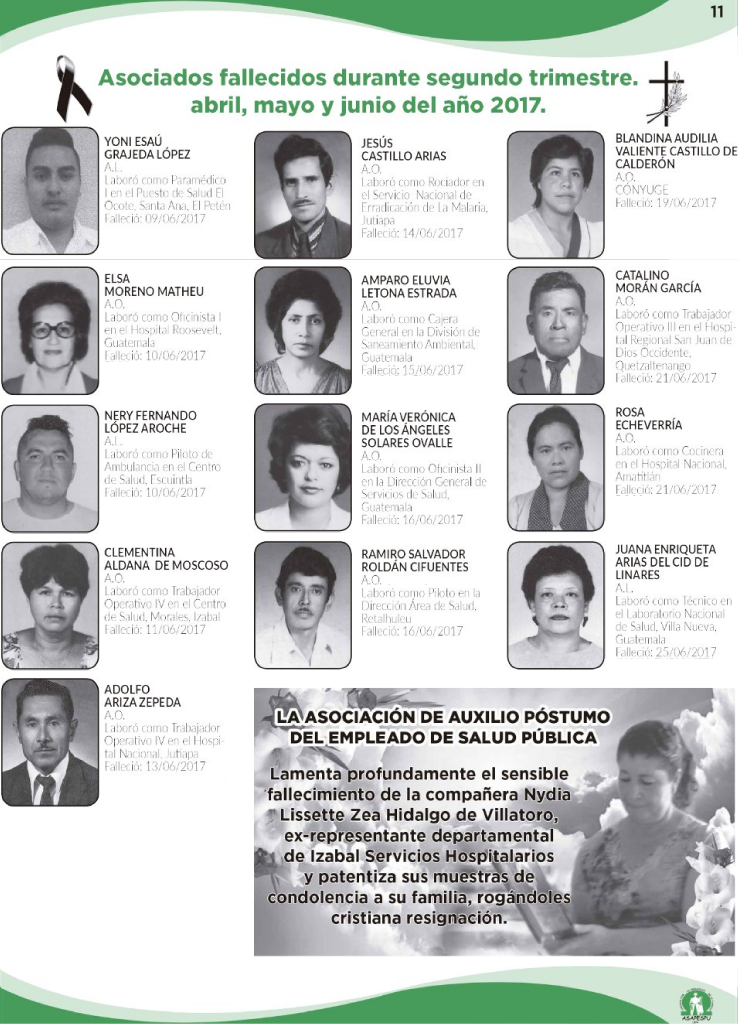 11
Asociados fallecidos durante segundo trimestre.
abril, mayo y junio del año 2017.
YONI ESAÚ
GRAJEDA LÓPEZ
A.L.
Laboró como Paramédico
I en el Puesto de Salud El
Ocote, Santa Ana, El Petén
Falleció: 09/06/2017
ELSA
MORENO MATHEU
A.O.
Laboró como Oficinista I
en el Hospital Roosevelt,
Guatemala
Falleció: 10/06/2017
NERY FERNANDO
LÓPEZ AROCHE
A.L.
Laboró como Piloto de
Ambulancia en el Centro
de Salud, Escuintla
Falleció: 10/06/2017
CLEMENTINA
ALDANA DE MOSCOSO
A.O.
Laboró como Trabajador
Operativo IV en el Centro
de Salud, Morales, Izabal
Falleció: 11/06/2017
ADOLFO
ARIZA ZEPEDA
A.O.
Laboró como Trabajador
Operativo IV en el Hospi-
tal Nacional, Jutiapa
Falleció: 13/06/2017
JESÚS
CASTILLO ARIAS
A.O.
Laboró como Rociador en
el Servicio Nacional de
Erradicación de La Malaria,
Jutiapa
Falleció: 14/06/2017
AMPARO ELUVIA
LETONA ESTRADA
A.O.
Laboró como Cajera
General en la División de
Saneamiento Ambiental,
Guatemala
Falleció: 15/06/2017
MARÍA VERÓNICA
DE LOS ÁNGELES
SOLARES OVALLE
A.O.
Laboró como Oficinista II
en la Dirección General de
Servicios de Salud,
Guatemala
Falleció: 16/06/2017
RAMIRO SALVADOR
ROLDÁN CIFUENTES
A.O.
Laboró como Piloto en la
Dirección Área de Salud,
Retalhuleu
Falleció: 16/06/2017
BLANDINA AUDILIA
VALIENTE CASTILLO DE
CALDERÓN
A.O.
CÓNYUGE
Falleció: 19/06/2017
CATALINO
MORÁN GARCÍA
A.O.
Laboró como Trabajador
Operativo III en el Hospi-
tal Regional San Juan de
Dios Occidente,
Quetzaltenango
Falleció: 21/06/2017
ROSA
ECHEVERRÍA
A.O.
Laboró como Cocinera
en el Hospital Nacional,
Amatitlán
Falleció: 21/06/2017
JUANA ENRIQUETA
ARIAS DEL CID DE
LINARES
A.L.
Laboró como Técnico en
el Laboratorio Nacional
de Salud, Villa Nueva,
Guatemala
Falleció: 25/06/2017
LA ASOCIACIÓN DE AUXILIO PÓSTUMO
DEL EMPLEADO DE SALUD PÚBLICA
Lamenta profundamente el sensible
fallecimiento de la compañera Nydia
Lissette Zea Hidalgo de Villatoro,
ex-representante departamental
de Izabal Servicios Hospitalarios
y patentiza sus muestras de
condolencia a su familia, rogándoles
cristiana resignación.